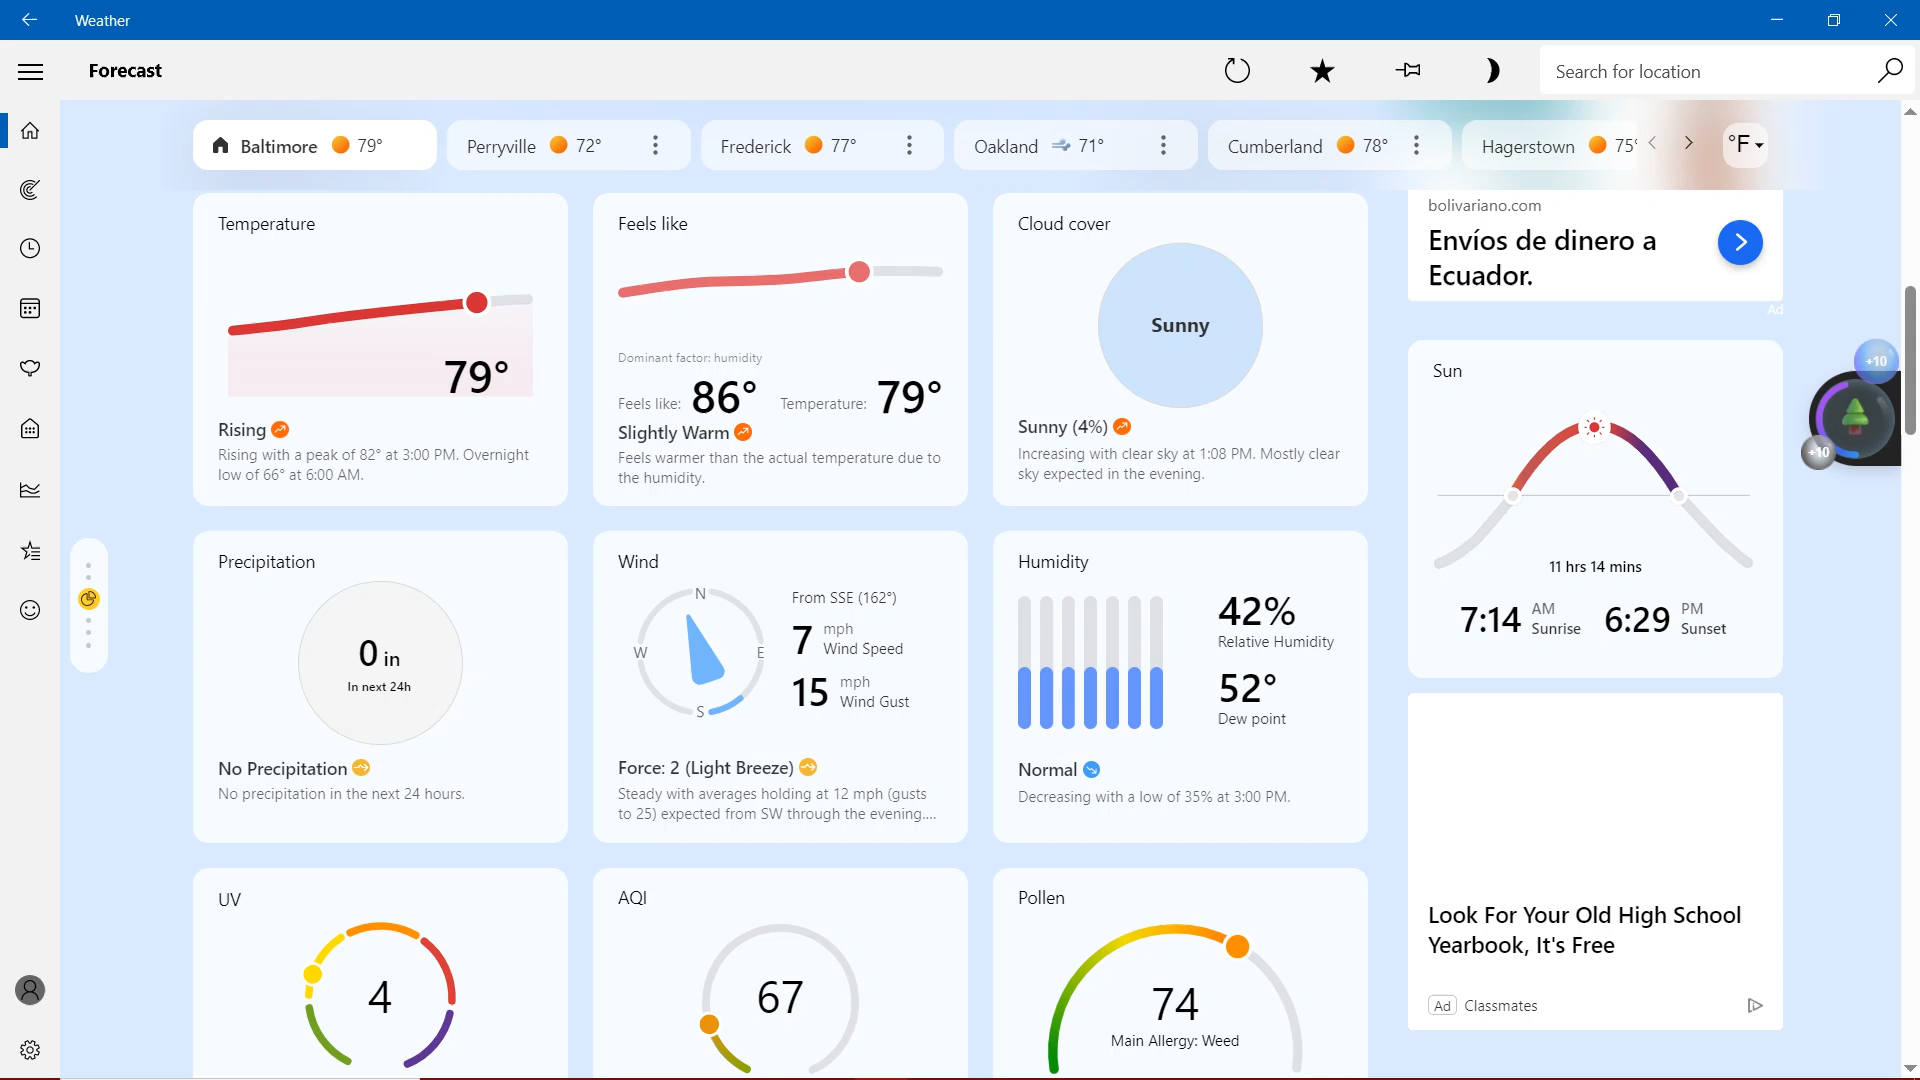 Weather
Forecast
Search for location
Baltimore 79°
Perryville 72°
Frederick 77°
Oakland 71°
Cumberland 78°
Hagerstown 75°
°F
Temperature
79°
Rising
Rising with a peak of 82° at 3:00 PM. Overnight
low of 66° at 6:00 AM.
Feels like
Dominant factor: humidity
Feels like: 86° Temperature: 79°
Slightly Warm
Feels warmer than the actual temperature due to
the humidity.
Cloud cover
Sunny
Sunny (4%)
Increasing with clear sky at 1:08 PM. Mostly clear
sky expected in the evening.
bolivariano.com
Envíos de dinero a
Ecuador.
Ad
Sun
11 hrs 14 mins
7:14 AM Sunrise
6:29 PM Sunset
+10
+10
Precipitation
0 in
In next 24h
No Precipitation
No precipitation in the next 24 hours.
Wind
N
W
E
S
From SSE (162°)
7 mph Wind Speed
15 mph Wind Gust
Force: 2 (Light Breeze)
Steady with averages holding at 12 mph (gusts
to 25) expected from SW through the evening....
Humidity
42%
Relative Humidity
52°
Dew point
Normal
Decreasing with a low of 35% at 3:00 PM.
UV
4
AQI
67
Pollen
74
Main Allergy: Weed
Look For Your Old High School
Yearbook, It's Free
Ad Classmates